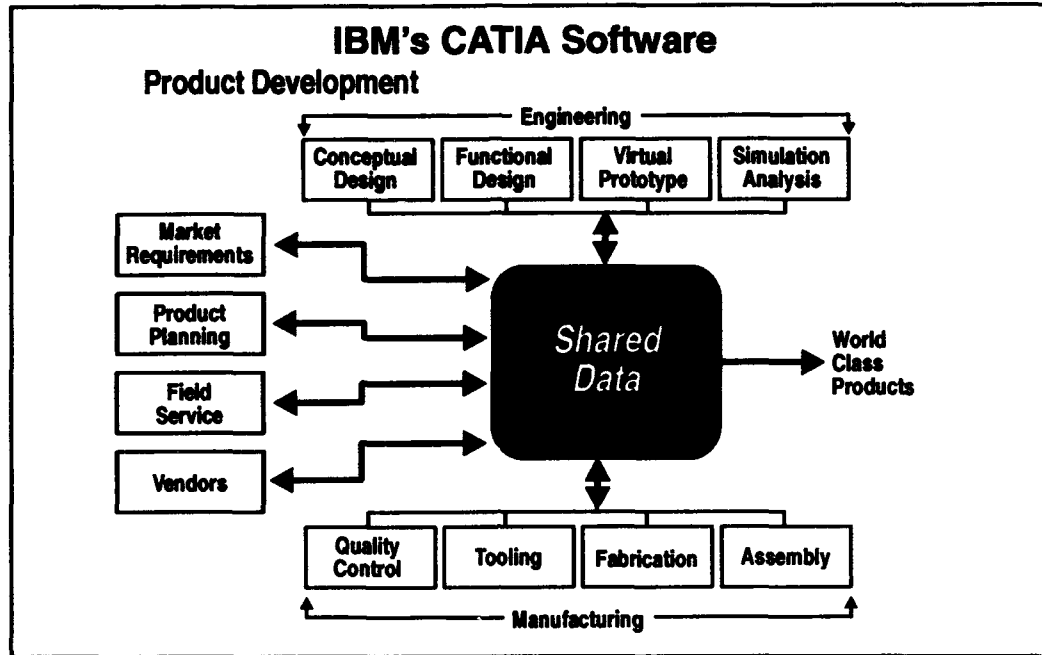 IBM's CATIA Software
Product Development
Engineering
Conceptual
Design
Functional
Design
Virtual
Prototype
Simulation
Analysis
Market
Requirements
Product
Planning
Field
Service
Vendors
Shared
Data
World
Class
Products
Quality
Control
Tooling
Fabrication
Assembly
Manufacturing